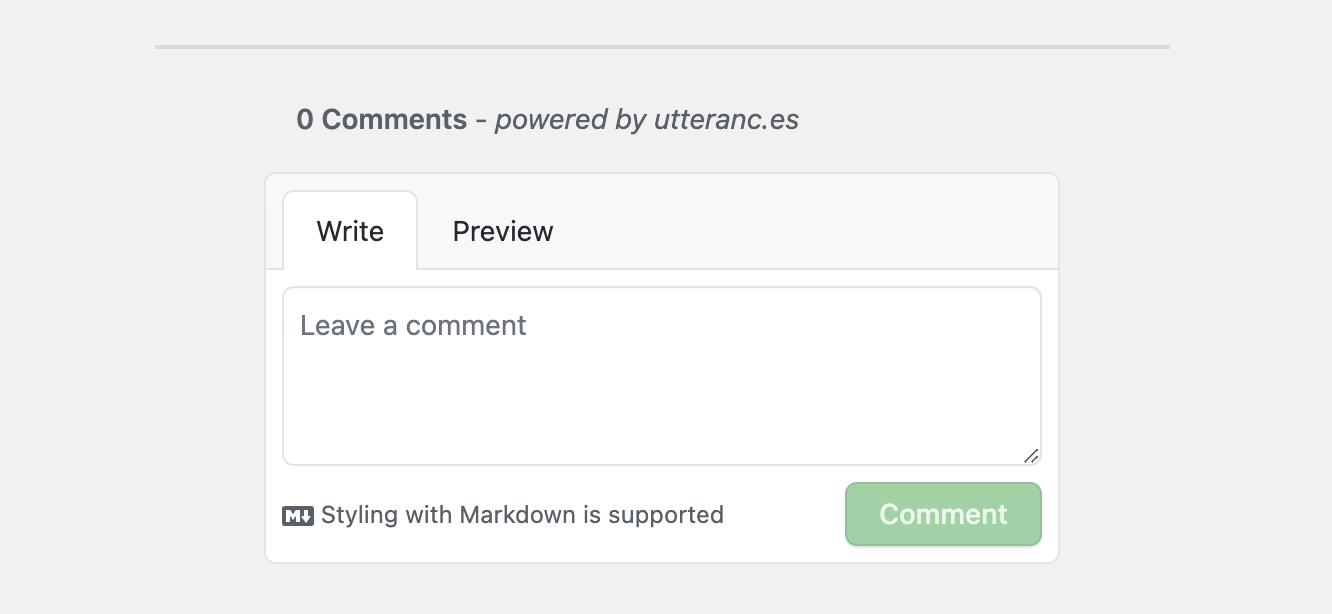 0 Comments - powered by utteranc.es
Write Preview
Leave a comment
M Styling with Markdown is supported Comment